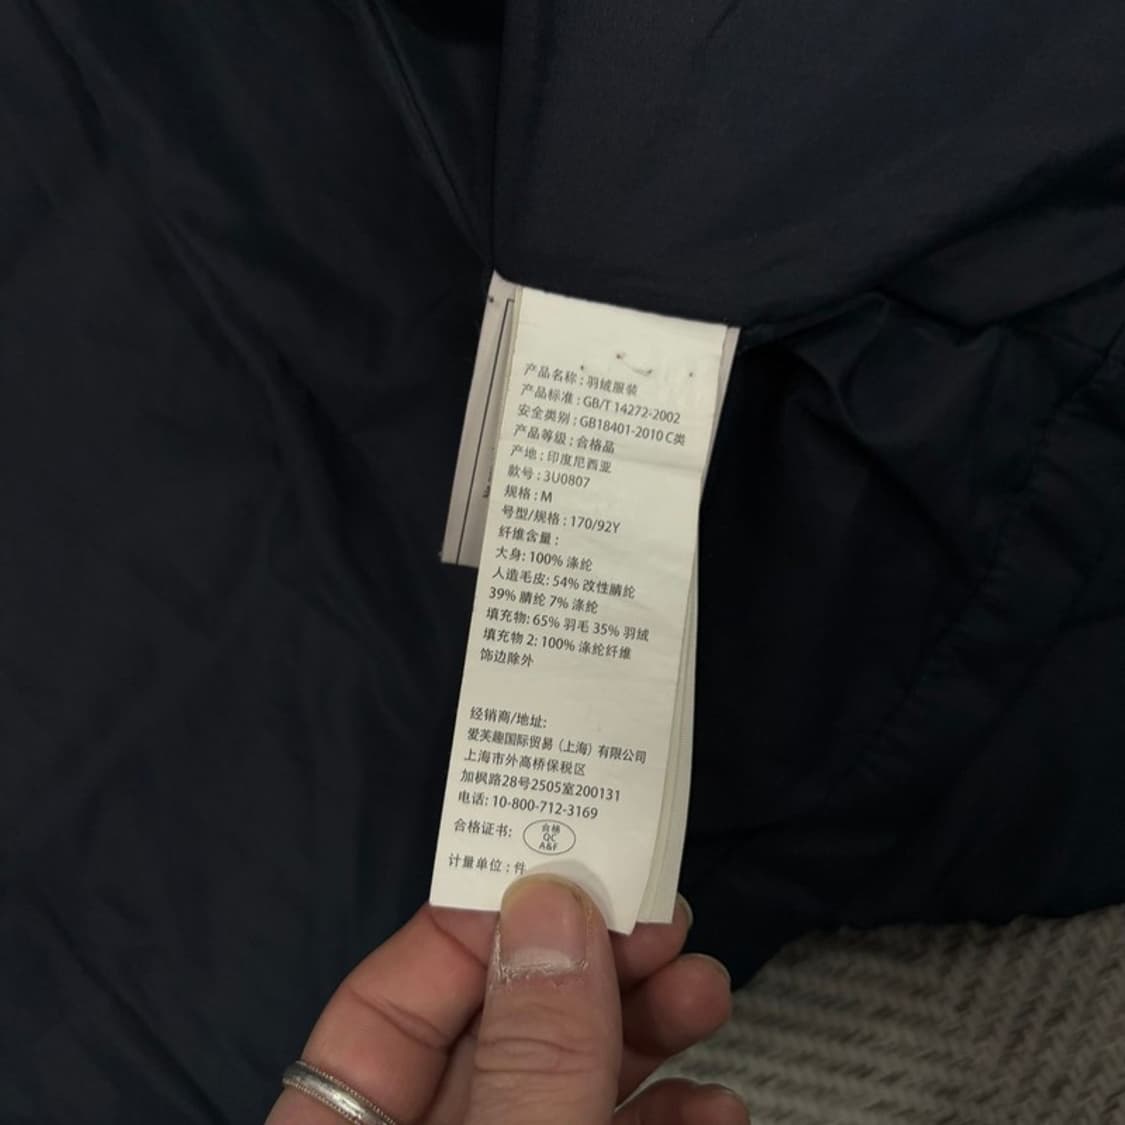 产品名称：羽绒服装
产品标准：GB/T 14272-2002
安全类别：GB18401-2010 C类
产品等级：合格品
产地：印度尼西亚
款号：3U0807
规格：M
号型/规格：170/92Y
纤维含量：
大身: 100% 涤纶
人造毛皮: 54% 改性腈纶
39% 腈纶 7% 涤纶
填充物: 65% 羽毛 35% 羽绒
填充物 2: 100% 涤纶纤维
饰边除外
经销商/地址:
爱芙趣国际贸易（上海）有限公司
上海市外高桥保税区
加枫路28号2505室200131
电话: 10-800-712-3169
合格证书:
合格
QC
A&F
计量单位：件